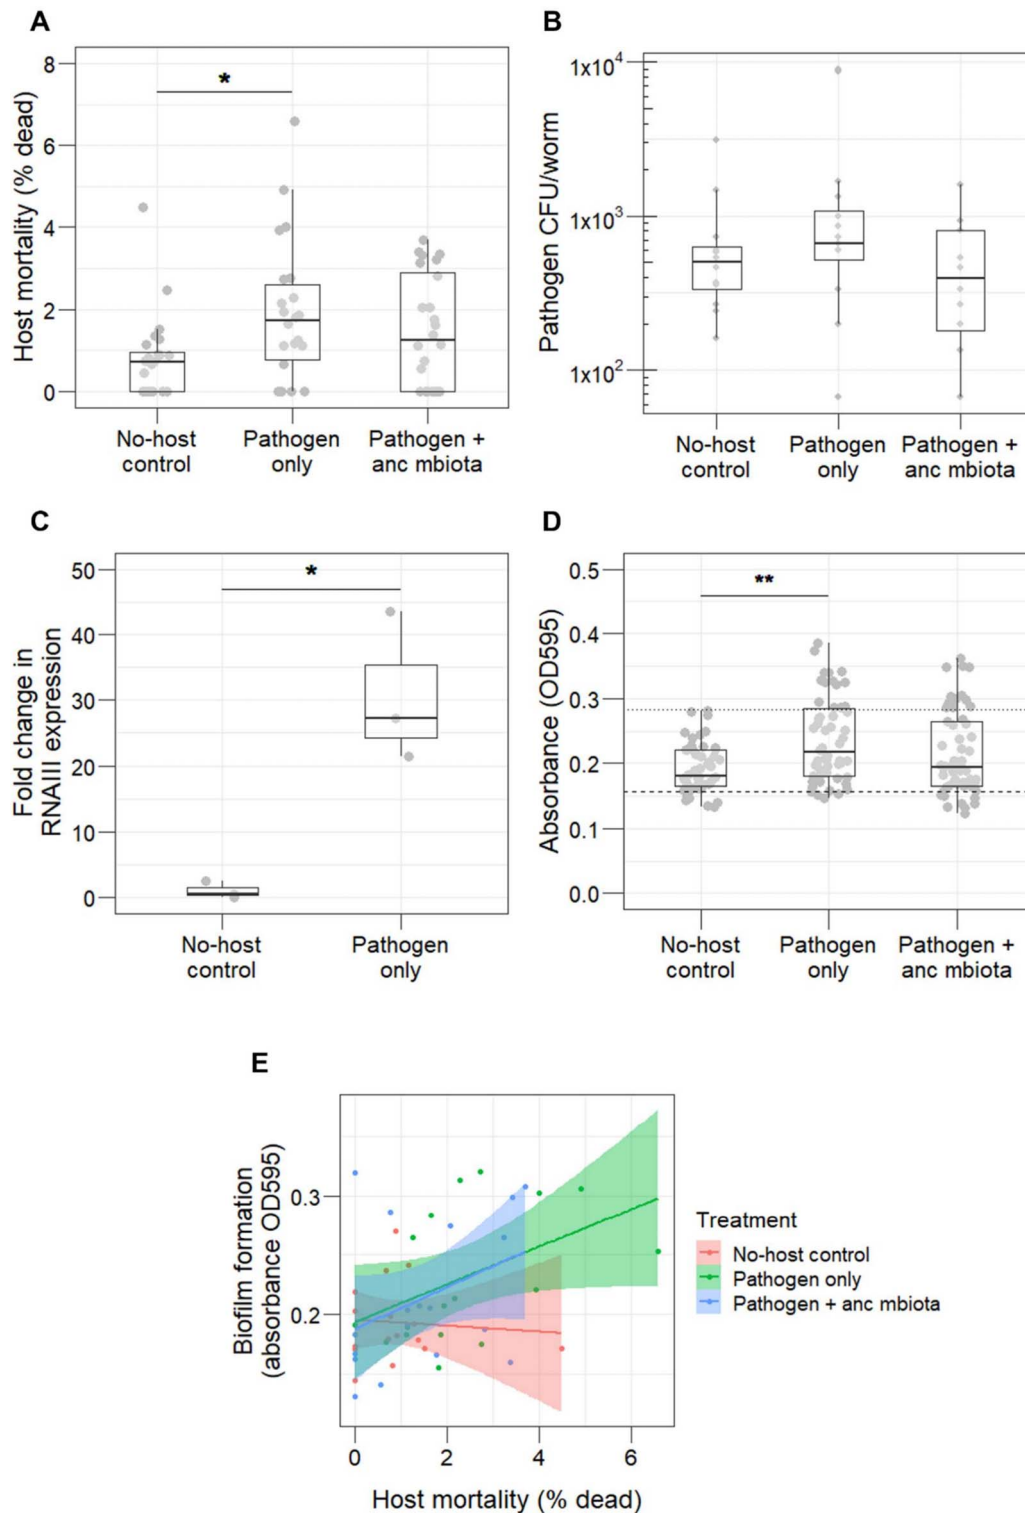 A
Host mortality (% dead)
8
6
4
2
0
*
No-host
control
Pathogen
only
Pathogen +
anc mbiota
B
Pathogen CFU/worm
1x10⁴
1x10³
1x10²
No-host
control
Pathogen
only
Pathogen +
anc mbiota
C
Fold change in
RNAIII expression
50
40
30
20
10
0
*
No-host
control
Pathogen
only
D
Absorbance (OD595)
0.5
0.4
0.3
0.2
0.1
0.0
**
No-host
control
Pathogen
only
Pathogen +
anc mbiota
E
Biofilm formation
(absorbance OD595)
0.3
0.2
0
2
4
6
Host mortality (% dead)
Treatment
No-host control
Pathogen only
Pathogen + anc mbiota